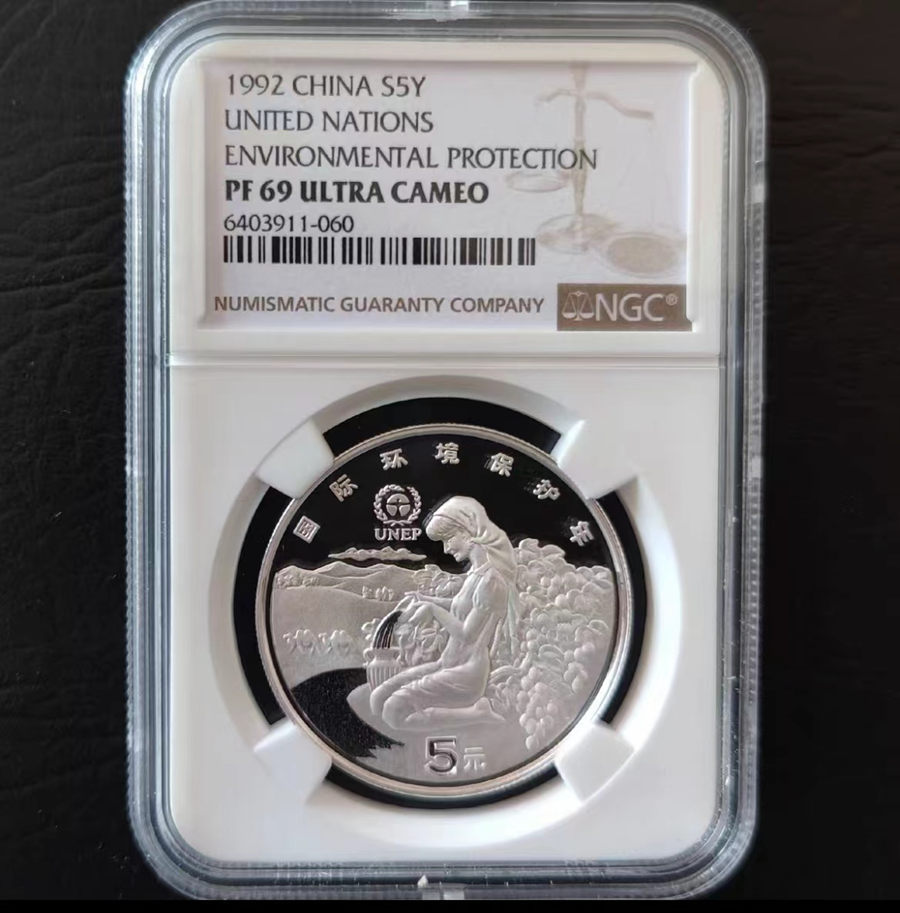 1992 CHINA S5Y
UNITED NATIONS
ENVIRONMENTAL PROTECTION
PF 69 ULTRA CAMEO
6403911-060
NUMISMATIC GUARANTY COMPANY
NGC®
国际环境保护年
UNEP
5元